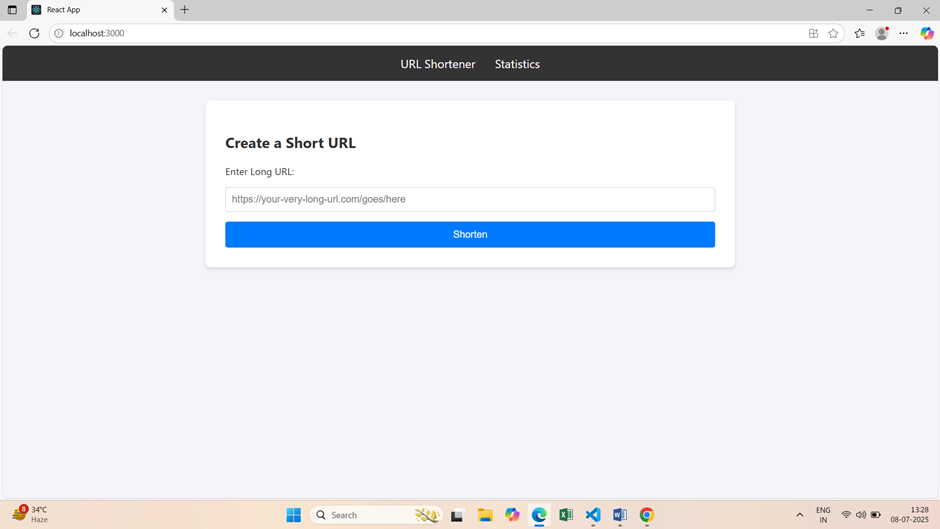 React App
localhost:3000
URL Shortener Statistics
Create a Short URL
Enter Long URL:
https://your-very-long-url.com/goes/here
Shorten
8
34°C
Haze
Search
ENG
IN
13:28
08-07-2025